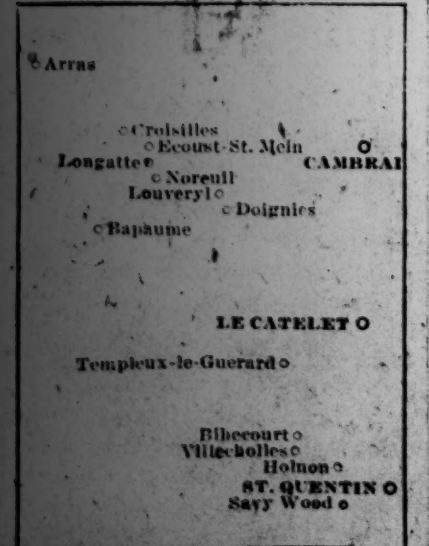 Arras
Croisilles
Ecoust-St. Mein
CAMBRAI
Longatte
Noreuil
Louveryl
Doignies
Bapaume
LE CATELET
Templeux-le-Guerard
Bihecourt
Villecholles
Holnon
ST. QUENTIN
Savy Wood